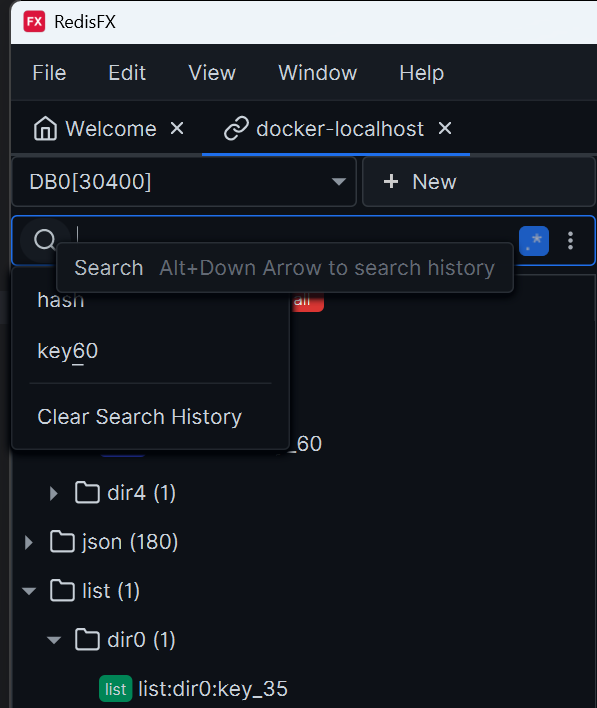 FX RedisFX
File Edit View Window Help
Welcome docker-localhost
DB0[30400] + New
.*
Search Alt+Down Arrow to search history
hash
all
key60
Clear Search History
_60
dir4 (1)
json (180)
list (1)
dir0 (1)
list list:dir0:key_35